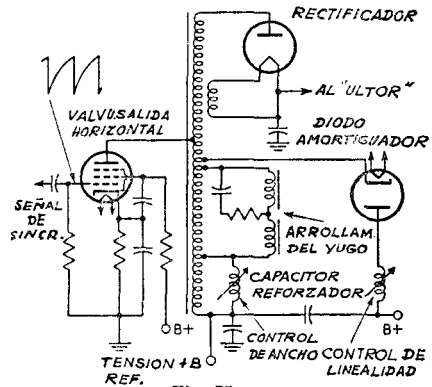 RECTIFICADOR
AL "ULTOR"
VALVU.SALIDA
HORIZONTAL
DIODO
AMORTIGUADOR
SEÑAL
DE
SINCR.
ARROLLAM.
DEL YUGO
CAPACITOR
REFORZADOR
B+
B+
CONTROL
DE ANCHO
CONTROL DE
LINEALIDAD
TENSION +B
REF.